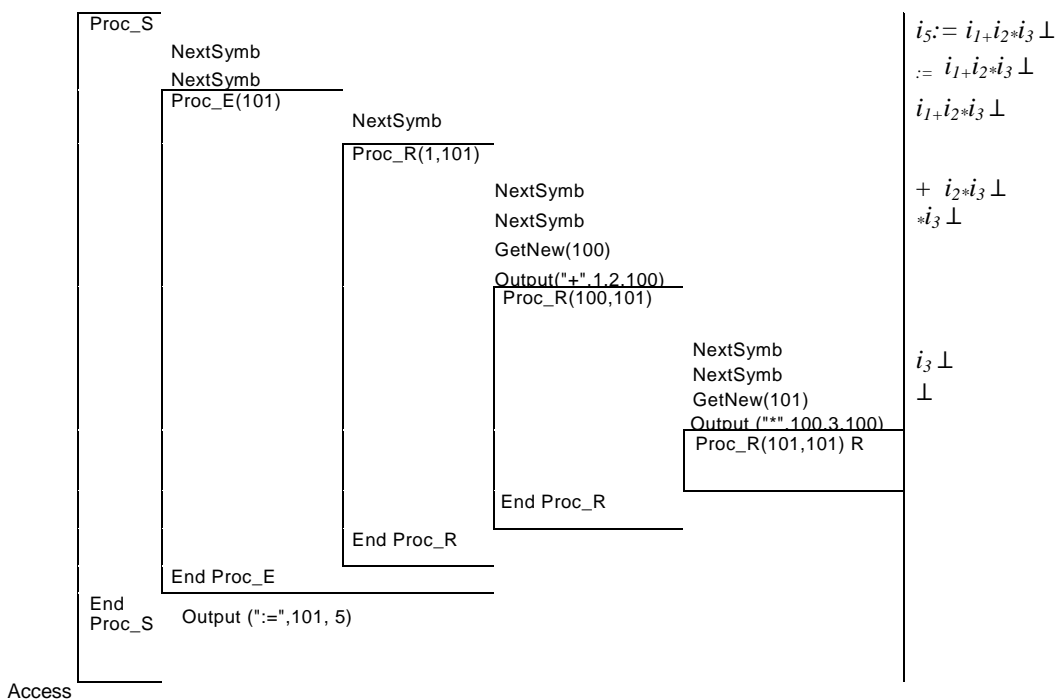 Proc_S
i5:= i1+i2*i3 ⊥
NextSymb
NextSymb
:= i1+i2*i3 ⊥
Proc_E(101)
i1+i2*i3 ⊥
NextSymb
Proc_R(1,101)
NextSymb
+ i2*i3 ⊥
NextSymb
*i3 ⊥
GetNew(100)
Output("+",1,2,100)
Proc_R(100,101)
NextSymb
i3 ⊥
NextSymb
⊥
GetNew(101)
Output ("*",100,3,100)
Proc_R(101,101) R
End Proc_R
End Proc_R
End Proc_E
End
Proc_S
Output (":=",101, 5)
Access